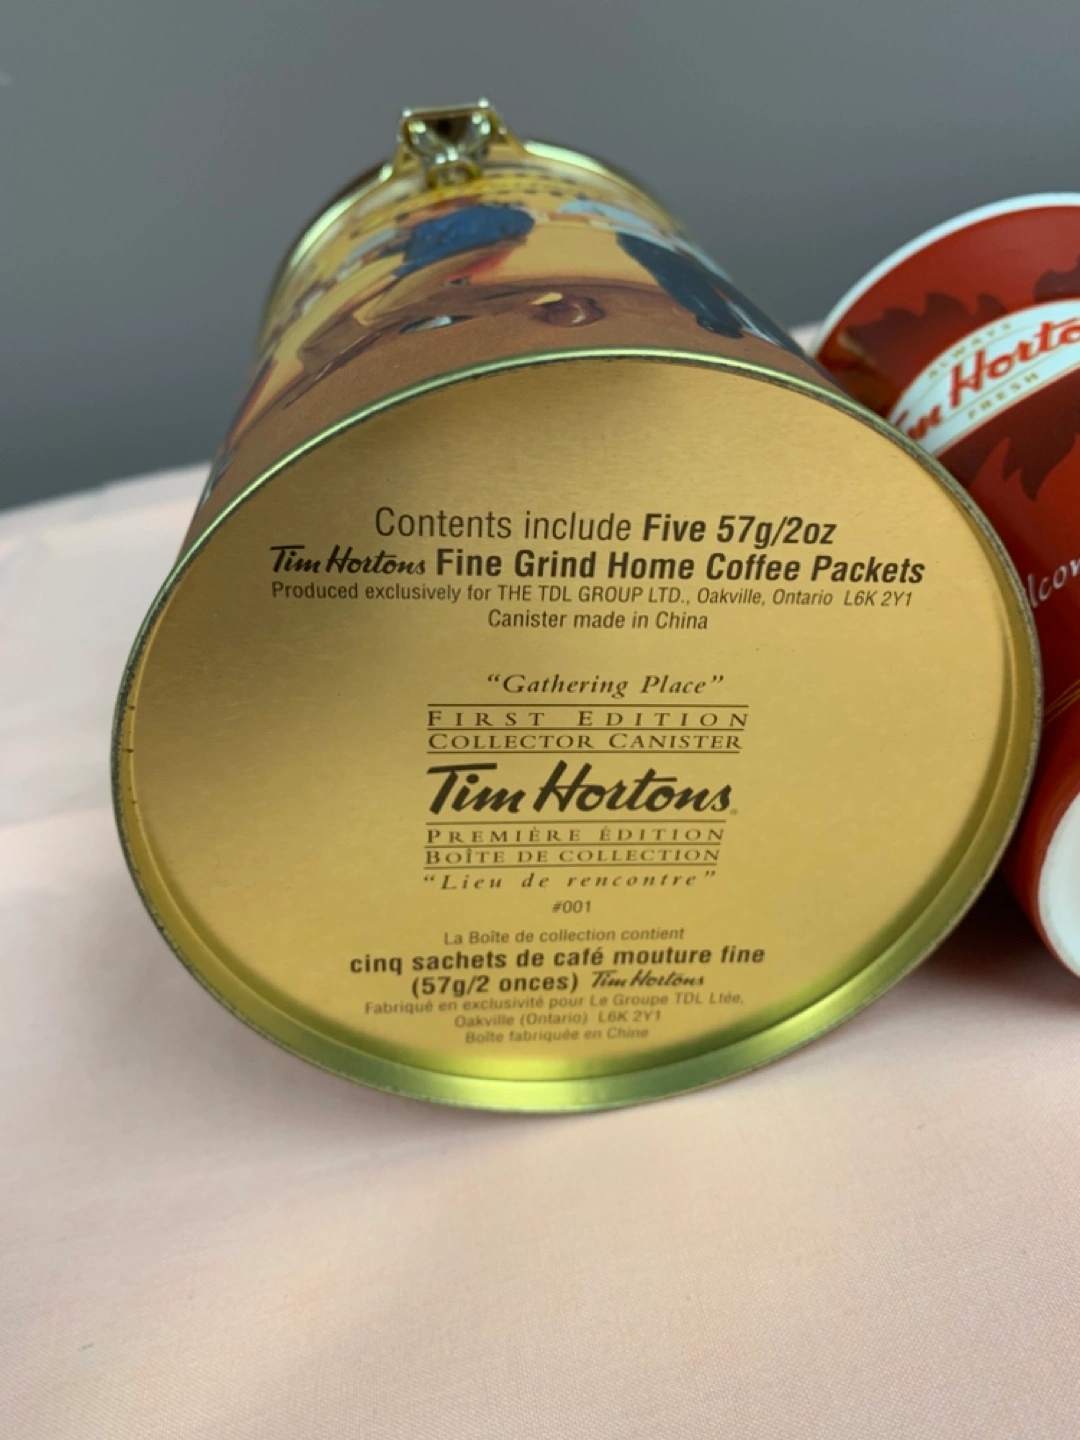 Contents include Five 57g/2oz
Tim Hortons Fine Grind Home Coffee Packets
Produced exclusively for THE TDL GROUP LTD., Oakville, Ontario L6K 2Y1
Canister made in China
"Gathering Place"
FIRST EDITION
COLLECTOR CANISTER
Tim Hortons
PREMIÈRE ÉDITION
BOÎTE DE COLLECTION
"Lieu de rencontre"
#001
La Boîte de collection contient
cinq sachets de café mouture fine
(57g/2 onces) Tim Hortons
Fabriqué en exclusivité pour Le Groupe TDL Ltée,
Oakville (Ontario) L6K 2Y1
Boîte fabriquée en Chine
ALWAYS
FRESH